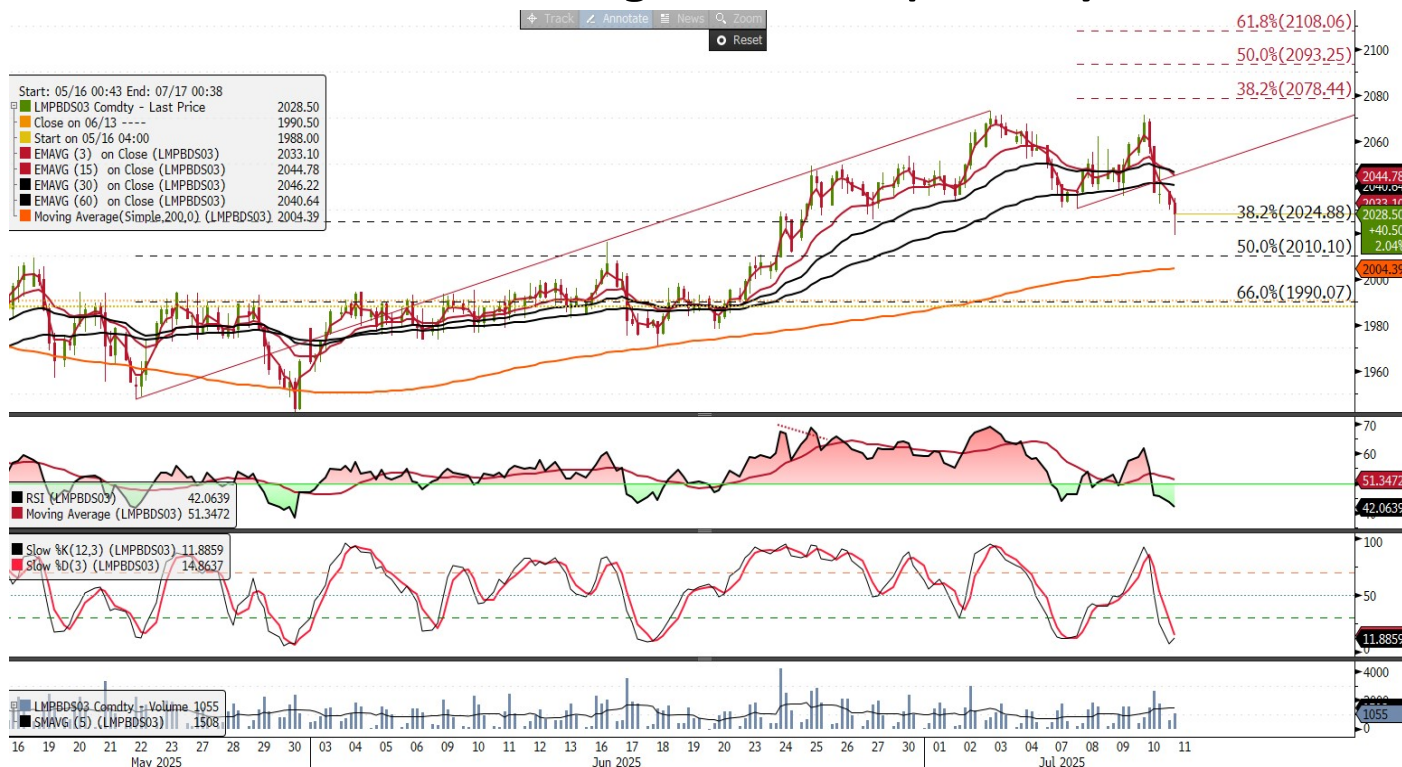 Track Annotate News Zoom
Reset
61.8%(2108.06)
50.0%(2093.25)
38.2%(2078.44)
38.2%(2024.88)
50.0%(2010.10)
66.0%(1990.07)
Start: 05/16 00:43 End: 07/17 00:38
LMPBDS03 Comdty - Last Price 2028.50
Close on 06/13 ---- 1990.50
Start on 05/16 04:00 1988.00
EMAVG (3) on Close (LMPBDS03) 2033.10
EMAVG (15) on Close (LMPBDS03) 2044.78
EMAVG (30) on Close (LMPBDS03) 2046.22
EMAVG (60) on Close (LMPBDS03) 2040.64
Moving Average(Simple,200,0) (LMPBDS03) 2004.39
2100
2080
2060
2044.78
2040.64
2033.10
2028.50
+40.50
2.04%
2004.39
2000
1980
1960
RSI (LMPBDS03) 42.0639
Moving Average (LMPBDS03) 51.3472
70
60
51.3472
42.0639
Slow %K(12,3) (LMPBDS03) 11.8859
Slow %D(3) (LMPBDS03) 14.8637
100
50
11.8859
0
LMPBDS03 Comdty - Volume 1055
SMAVG (5) (LMPBDS03) 1508
4000
1055
0
16 19 20 21 22 23 27 28 29 30 03 04 05 06 09 10 11 12 13 16 17 18 19 20 23 24 25 26 27 30 01 02 03 04 07 08 09 10 11
May 2025 Jun 2025 Jul 2025